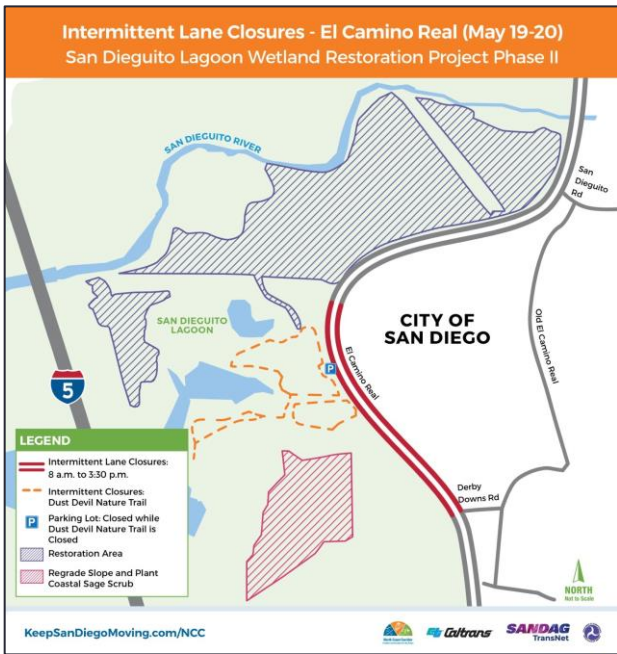 Intermittent Lane Closures - El Camino Real (May 19-20)
San Dieguito Lagoon Wetland Restoration Project Phase II
SAN DIEGUITO RIVER
San
Dieguito
Rd
SAN DIEGUITO
LAGOON
CITY OF
SAN DIEGO
Old El Camino Real
El Camino Real
P
5
Derby
Downs Rd
LEGEND
Intermittent Lane Closures:
8 a.m. to 3:30 p.m.
Intermittent Closures:
Dust Devil Nature Trail
P
Parking Lot: Closed while
Dust Devil Nature Trail is
Closed
Restoration Area
Regrade Slope and Plant
Coastal Sage Scrub
NORTH
Not to Scale
KeepSanDiegoMoving.com/NCC
Caltrans
SANDAG
TransNet